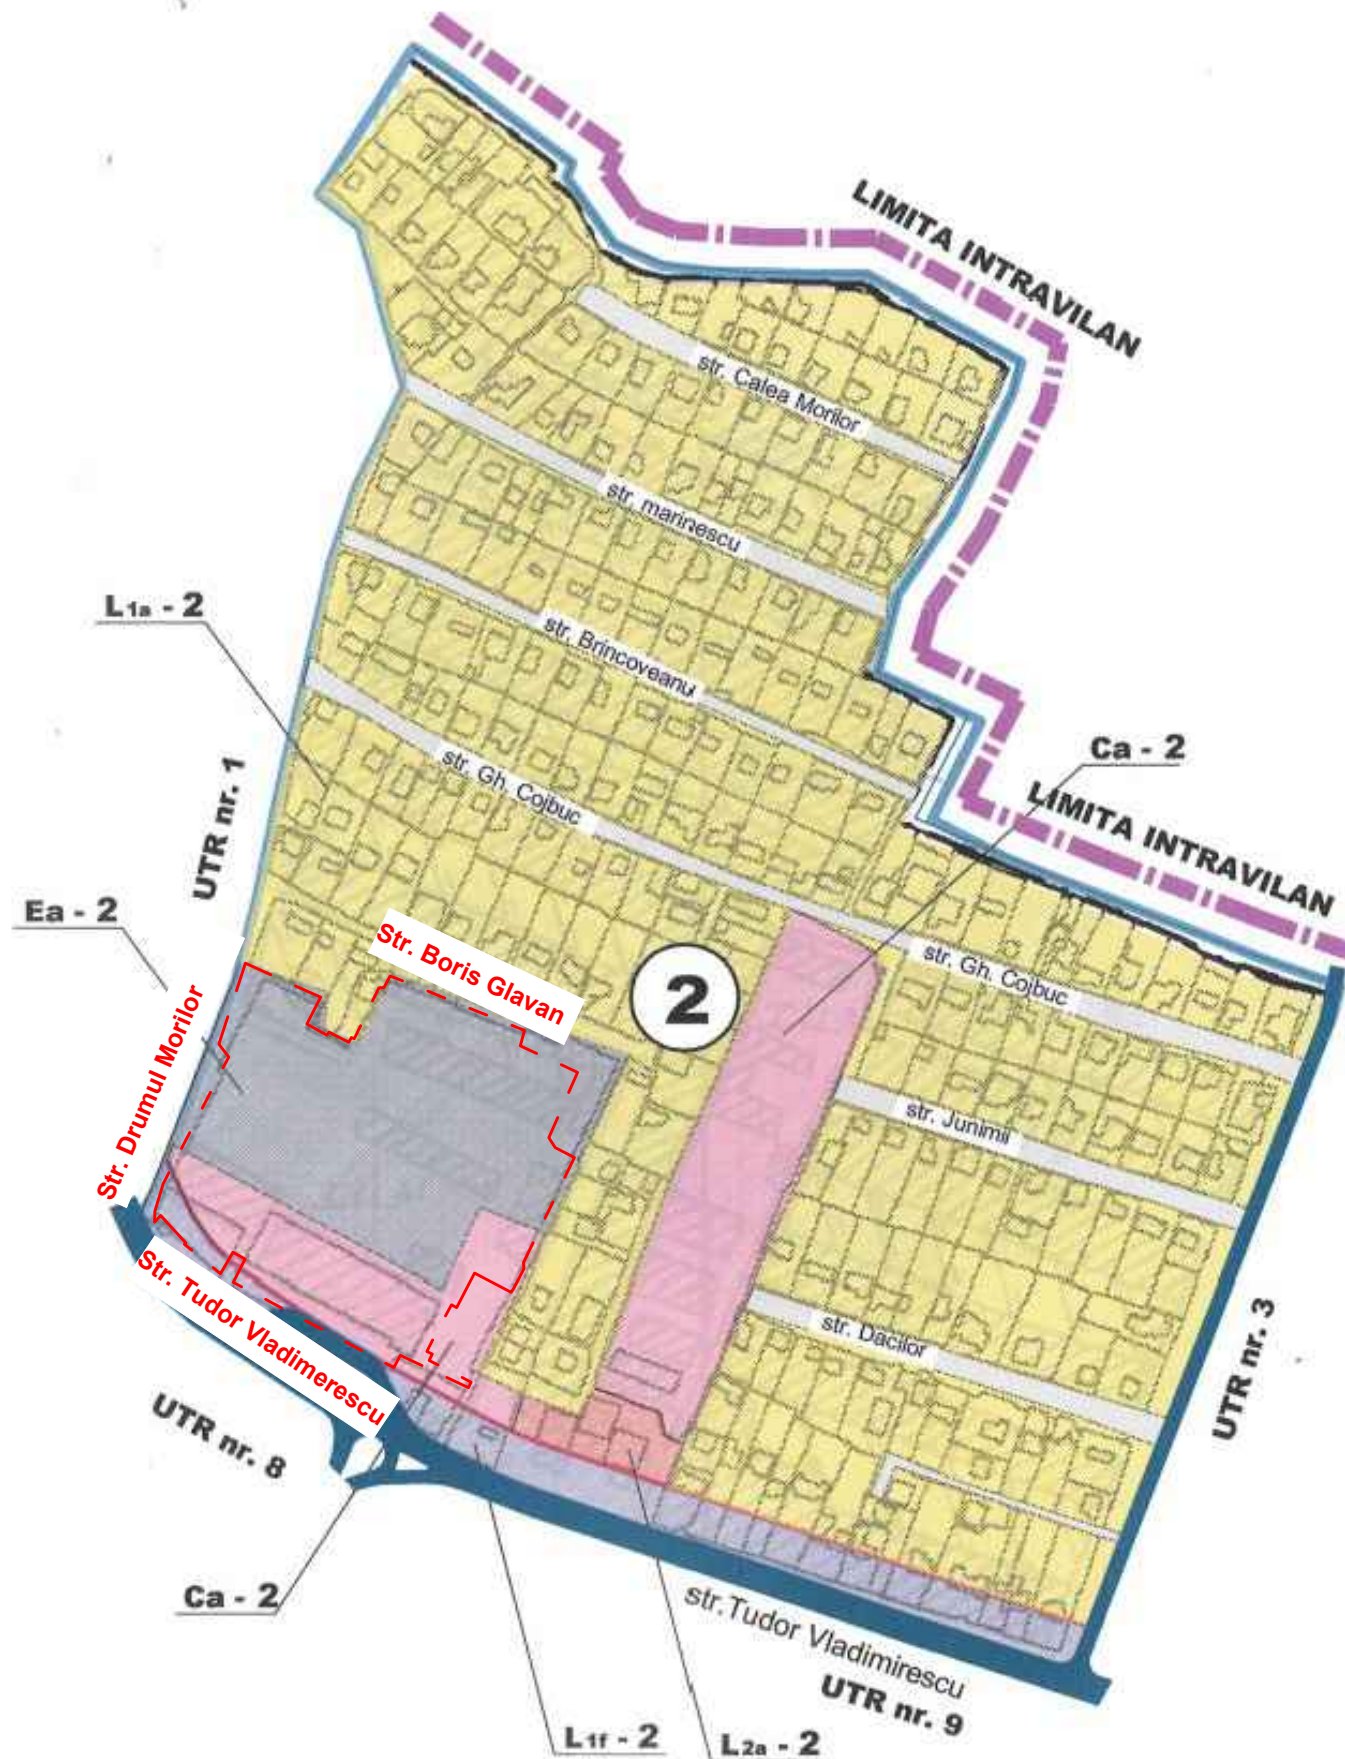 LIMITA INTRAVILAN
str. Calea Morilor
str. marinescu
L1a - 2
str. Brincoveanu
Ca - 2
str. Gh. Cojbuc
LIMITA INTRAVILAN
UTR nr. 1
Ea - 2
Str. Boris Glavan
2
str. Gh. Cojbuc
Str. Drumul Morilor
str. Junimii
Str. Tudor Vladimerescu
str. Dacilor
UTR nr. 3
UTR nr. 8
Ca - 2
str.Tudor Vladimirescu
UTR nr. 9
L1f - 2
L2a - 2